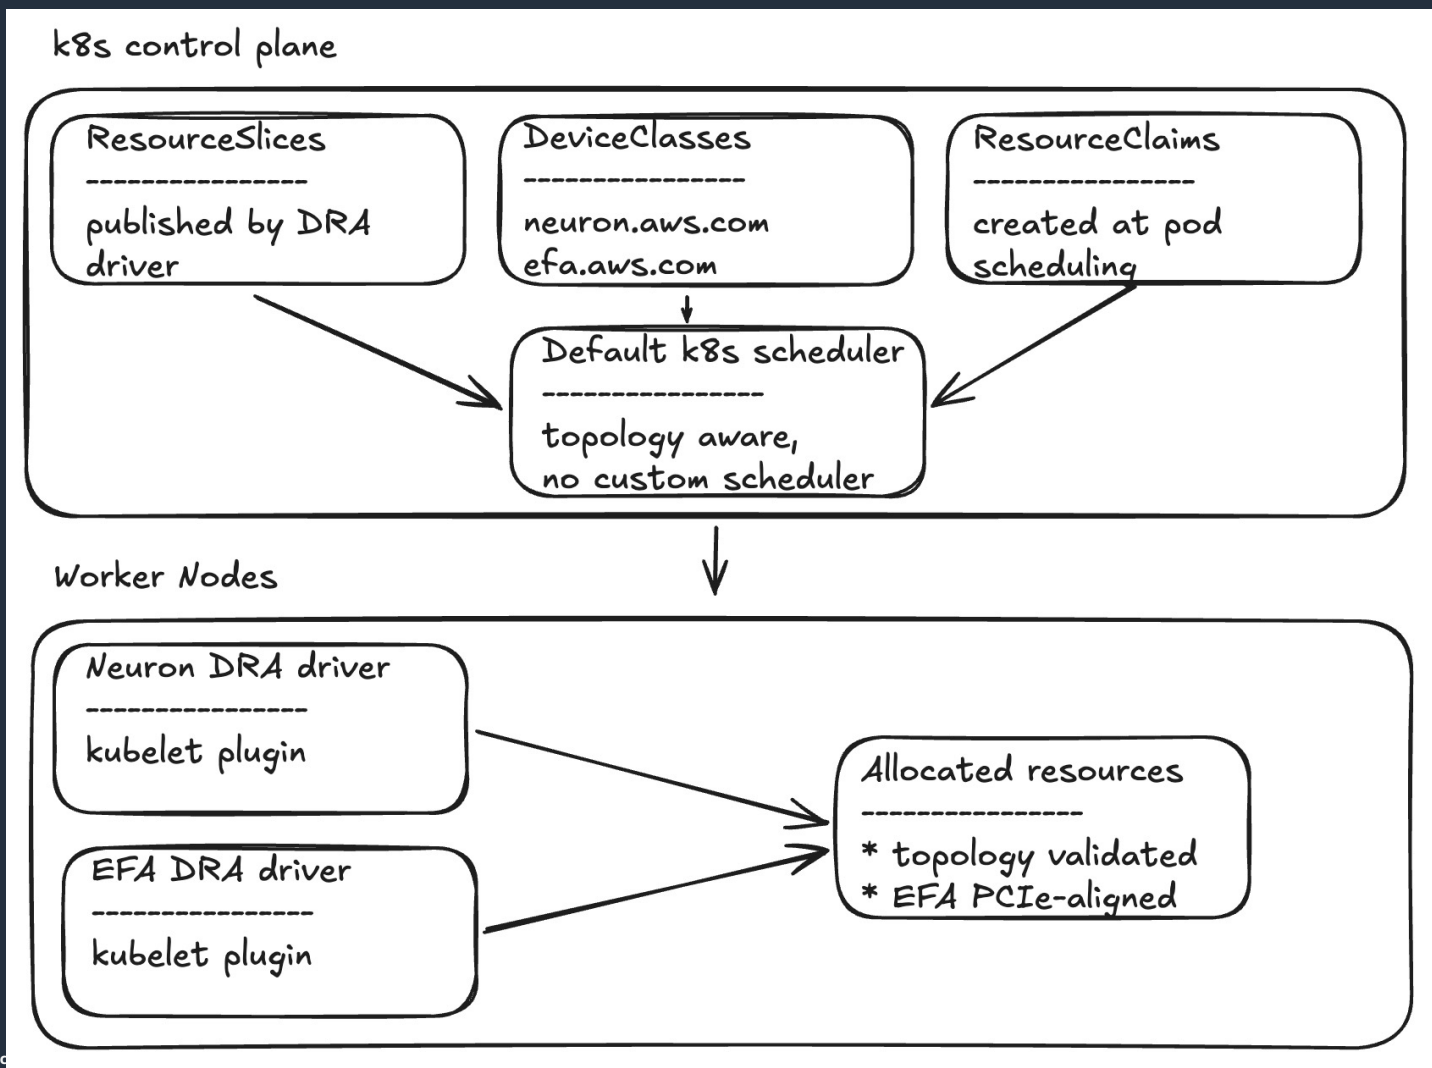 k8s control plane
ResourceSlices
----------------
published by DRA
driver
DeviceClasses
----------------
neuron.aws.com
efa.aws.com
ResourceClaims
----------------
created at pod
scheduling
Default k8s scheduler
----------------
topology aware,
no custom scheduler
Worker Nodes
Neuron DRA driver
----------------
kubelet plugin
EFA DRA driver
----------------
kubelet plugin
Allocated resources
----------------
* topology validated
* EFA PCIe-aligned